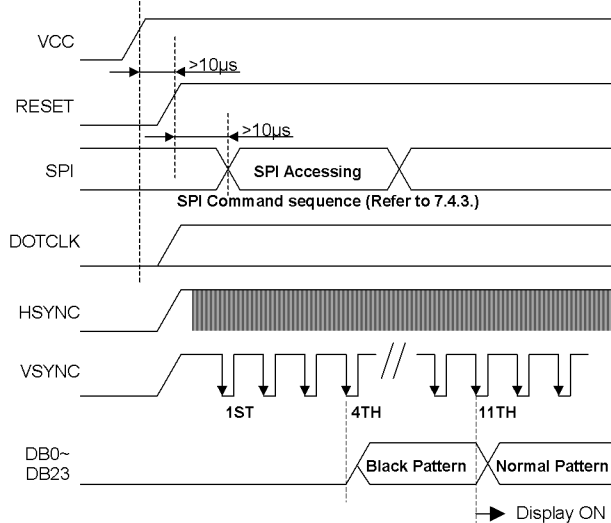 VCC
>10µs
RESET
>10µs
SPI
SPI Accessing
SPI Command sequence (Refer to 7.4.3.)
DOTCLK
HSYNC
VSYNC
1ST
4TH
11TH
DB0~
DB23
Black Pattern
Normal Pattern
Display ON